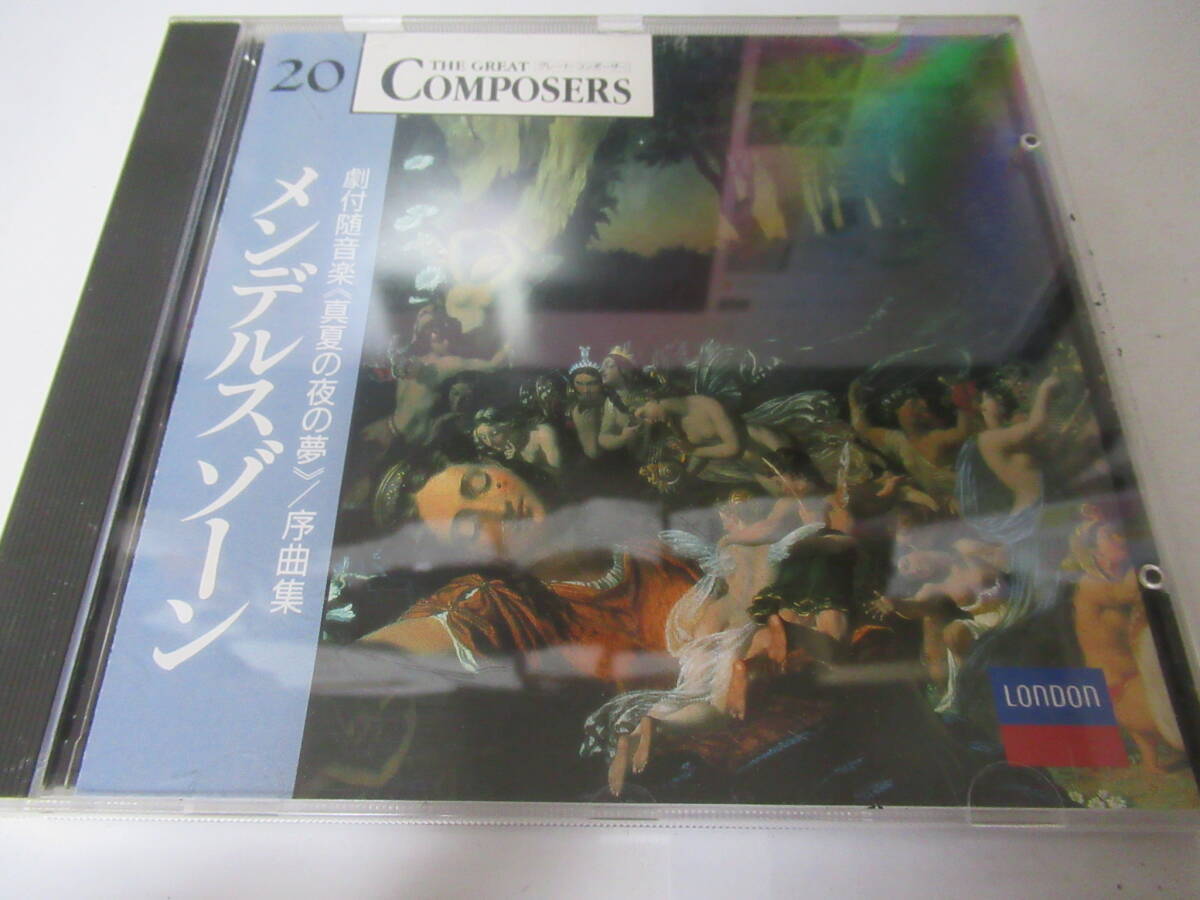 20
THE GREAT グレート・コンポーザー
COMPOSERS
劇付随音楽《真夏の夜の夢》／序曲集
メンデルスゾーン
LONDON